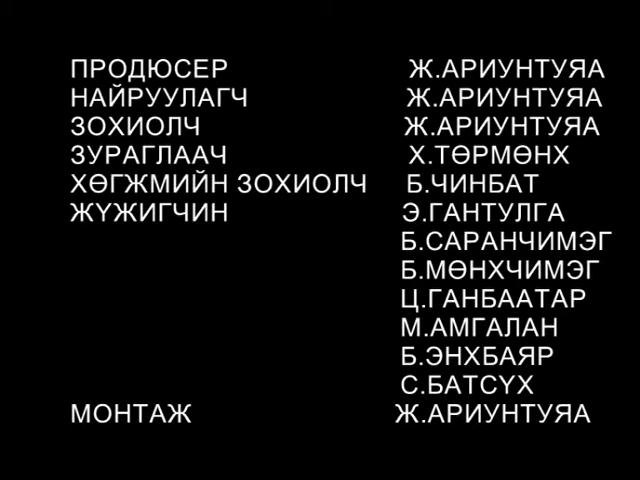 ПРОДЮСЕР Ж.АРИУНТУЯА
НАЙРУУЛАГЧ Ж.АРИУНТУЯА
ЗОХИОЛЧ Ж.АРИУНТУЯА
ЗУРАГЛААЧ Х.ТӨРМӨНХ
ХӨГЖМИЙН ЗОХИОЛЧ Б.ЧИНБАТ
ЖҮЖИГЧИН Э.ГАНТУЛГА
Б.САРАНЧИМЭГ
Б.МӨНХЧИМЭГ
Ц.ГАНБААТАР
М.АМГАЛАН
Б.ЭНХБАЯР
С.БАТСҮХ
МОНТАЖ Ж.АРИУНТУЯА